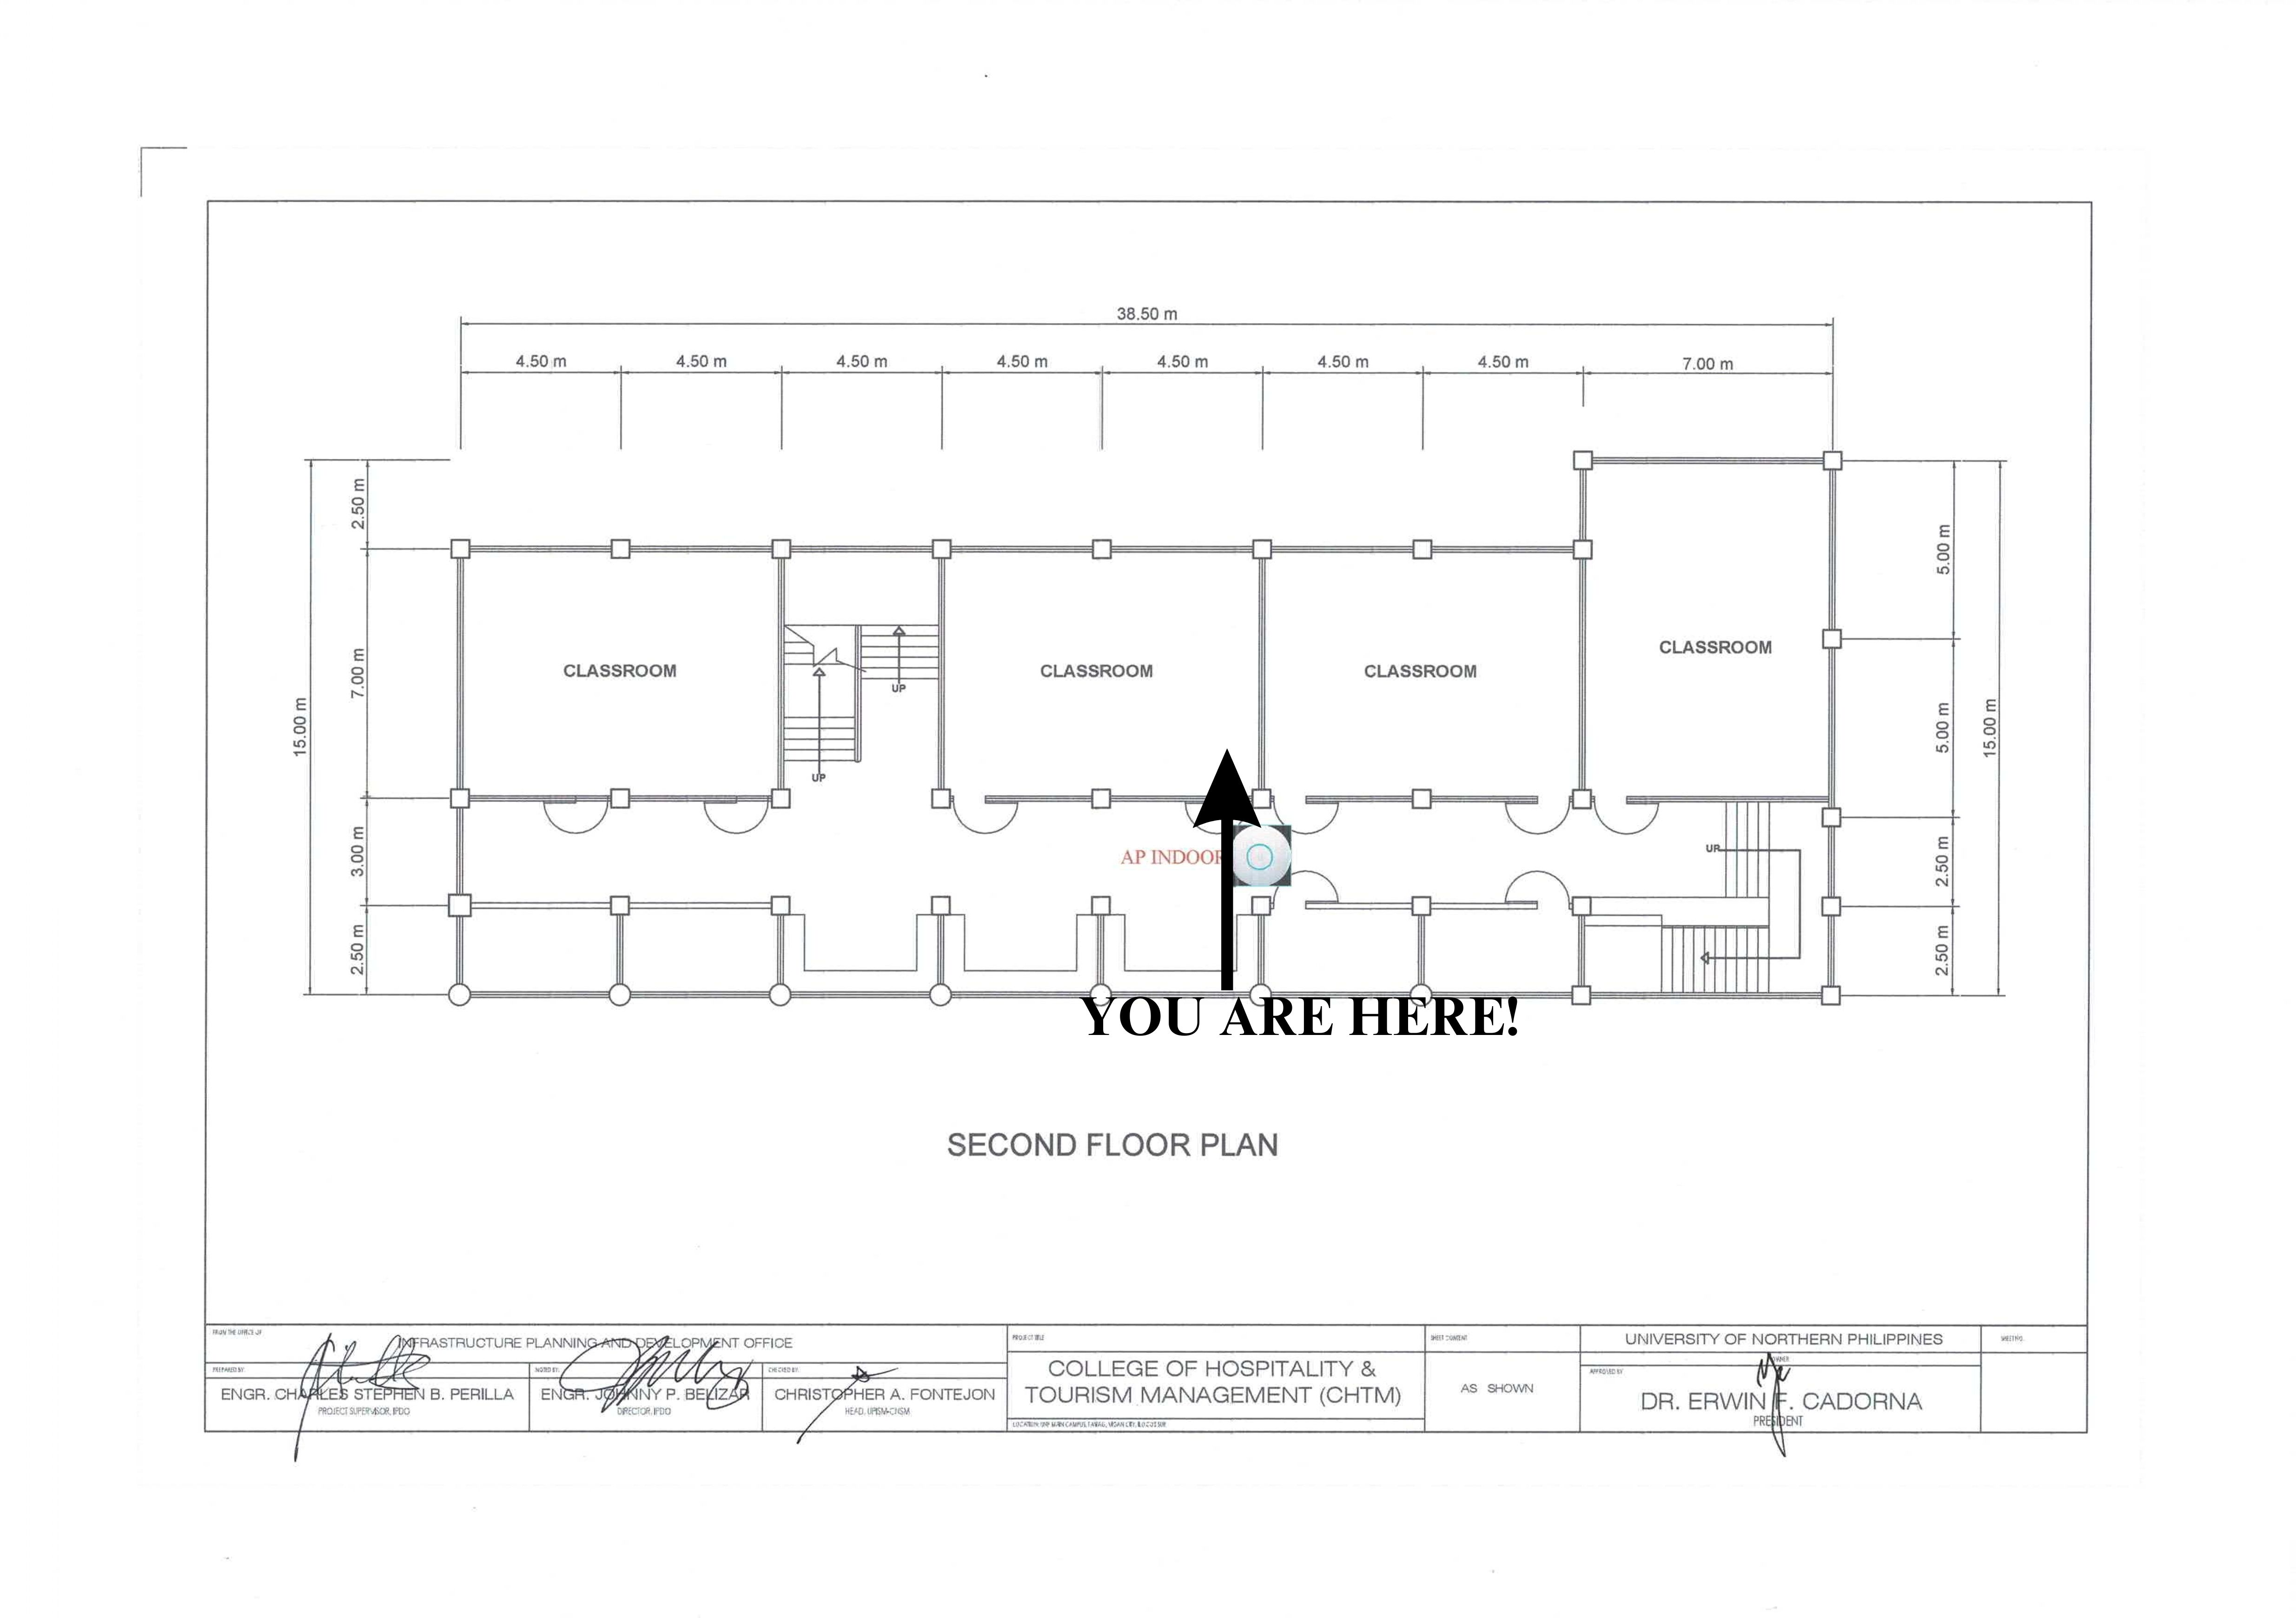 38.50 m
4.50 m 4.50 m 4.50 m 4.50 m 4.50 m 4.50 m 4.50 m 7.00 m
2.50 m
7.00 m
3.00 m
2.50 m
15.00 m
5.00 m
5.00 m
2.50 m
2.50 m
15.00 m
CLASSROOM
CLASSROOM
CLASSROOM
CLASSROOM
UP
UP
UP
AP INDOOR
YOU ARE HERE!
SECOND FLOOR PLAN
FROM THE OFFICE OF
INFRASTRUCTURE PLANNING AND DEVELOPMENT OFFICE
PREPARED BY:
ENGR. CHARLES STEPHEN B. PERILLA
PROJECT SUPERVISOR, IPDO
NOTED BY:
ENGR. JOHNNY P. BELIZAR
DIRECTOR, IPDO
CHECKED BY:
CHRISTOPHER A. FONTEJON
HEAD, UPISM-CNSM
PROJECT TITLE
COLLEGE OF HOSPITALITY &
TOURISM MANAGEMENT (CHTM)
SHEET CONTENT
AS SHOWN
UNIVERSITY OF NORTHERN PHILIPPINES
OWNER
APPROVED BY
DR. ERWIN F. CADORNA
PRESIDENT